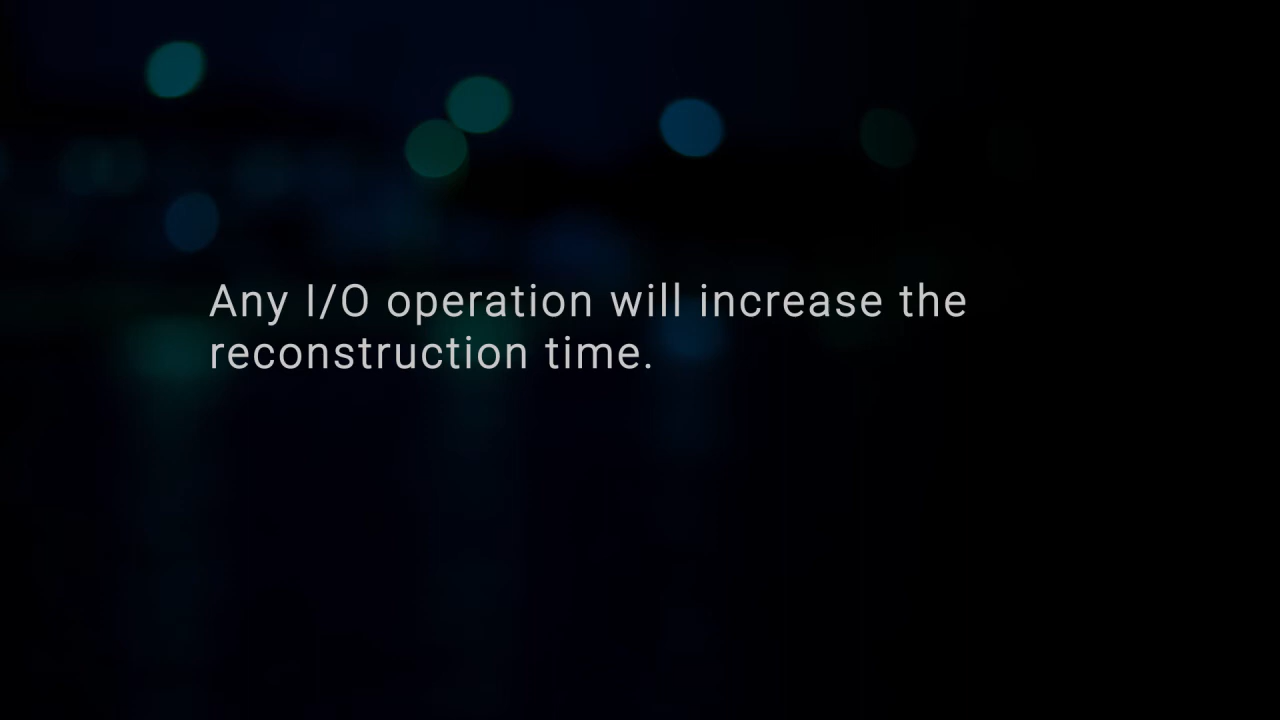 Any I/O operation will increase the
reconstruction time.